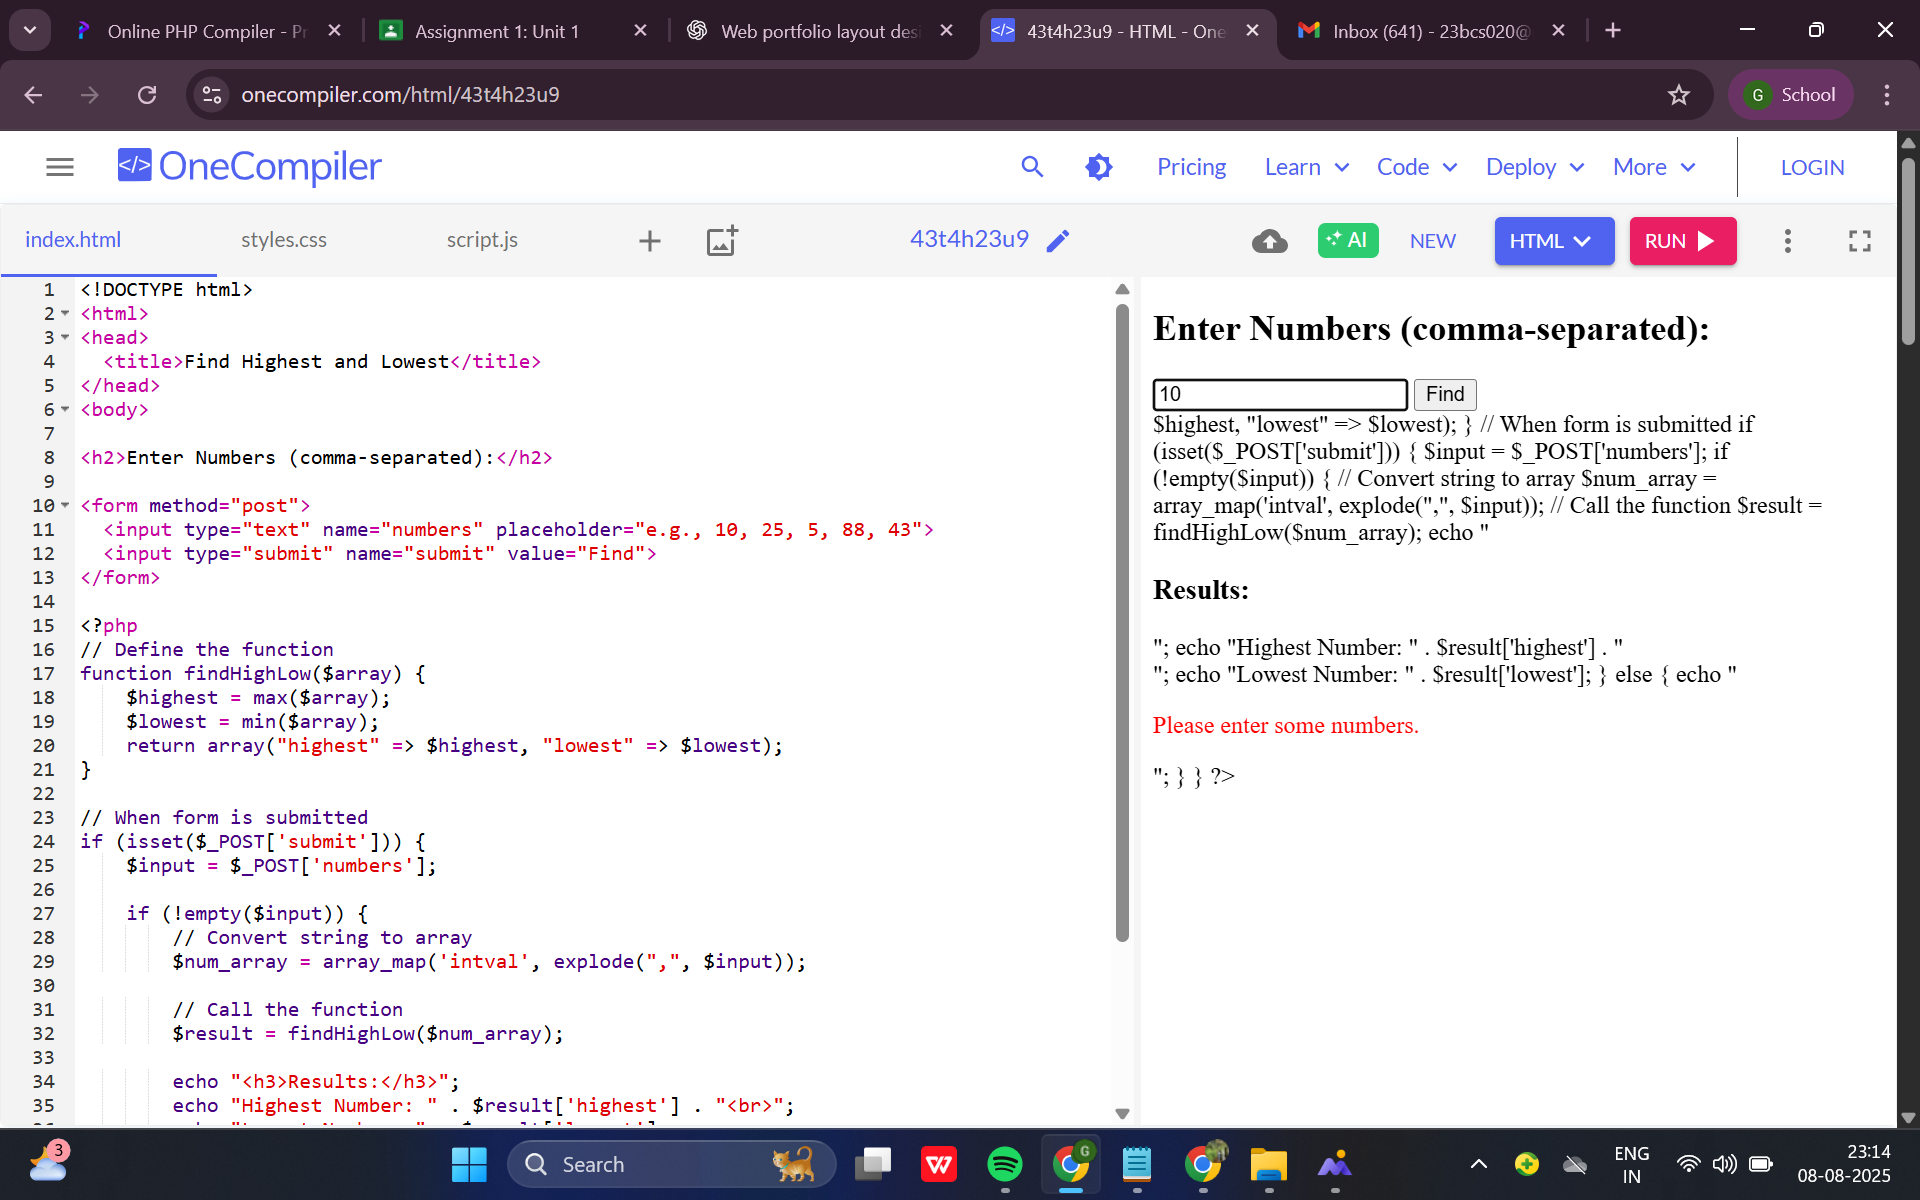 Online PHP Compiler - Pr
Assignment 1: Unit 1
Web portfolio layout desi
43t4h23u9 - HTML - One
Inbox (641) - 23bcs020@
onecompiler.com/html/43t4h23u9
G School
</> OneCompiler
Pricing Learn Code Deploy More LOGIN
index.html styles.css script.js
43t4h23u9
AI NEW HTML RUN
1 <!DOCTYPE html>
2 <html>
3 <head>
4 <title>Find Highest and Lowest</title>
5 </head>
6 <body>
7
8 <h2>Enter Numbers (comma-separated):</h2>
9
10 <form method="post">
11 <input type="text" name="numbers" placeholder="e.g., 10, 25, 5, 88, 43">
12 <input type="submit" name="submit" value="Find">
13 </form>
14
15 <?php
16 // Define the function
17 function findHighLow($array) {
18 $highest = max($array);
19 $lowest = min($array);
20 return array("highest" => $highest, "lowest" => $lowest);
21 }
22
23 // When form is submitted
24 if (isset($_POST['submit'])) {
25 $input = $_POST['numbers'];
26
27 if (!empty($input)) {
28 // Convert string to array
29 $num_array = array_map('intval', explode(",", $input));
30
31 // Call the function
32 $result = findHighLow($num_array);
33
34 echo "<h3>Results:</h3>";
35 echo "Highest Number: " . $result['highest'] . "<br>";
Enter Numbers (comma-separated):
10 Find
$highest, "lowest" => $lowest); } // When form is submitted if
(isset($_POST['submit'])) { $input = $_POST['numbers']; if
(!empty($input)) { // Convert string to array $num_array =
array_map('intval', explode(",", $input)); // Call the function $result =
findHighLow($num_array); echo "
Results:
"; echo "Highest Number: " . $result['highest'] . "
"; echo "Lowest Number: " . $result['lowest']; } else { echo "
Please enter some numbers.
"; } } ?>
3
Search
G
ENG
IN
23:14
08-08-2025